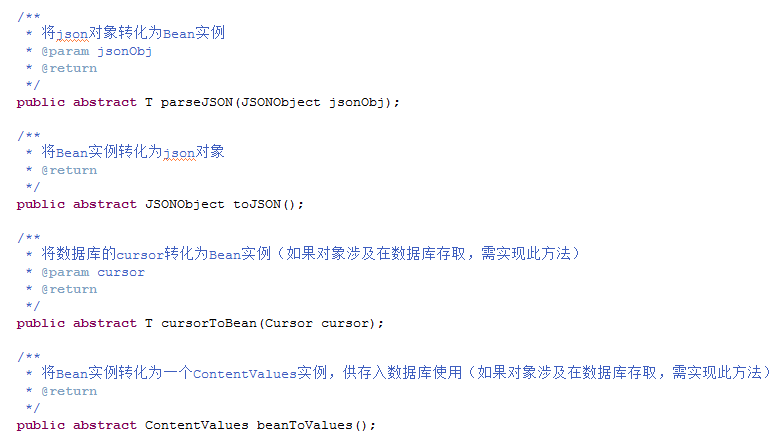 /**
 * 将json对象转化为Bean实例
 * @param jsonObj
 * @return
 */
public abstract T parseJSON(JSONObject jsonObj);
/**
 * 将Bean实例转化为json对象
 * @return
 */
public abstract JSONObject toJSON();
/**
 * 将数据库的cursor转化为Bean实例（如果对象涉及在数据库存取，需实现此方法）
 * @param cursor
 * @return
 */
public abstract T cursorToBean(Cursor cursor);
/**
 * 将Bean实例转化为一个ContentValues实例，供存入数据库使用（如果对象涉及在数据库存取，需实现此方法）
 * @return
 */
public abstract ContentValues beanToValues();